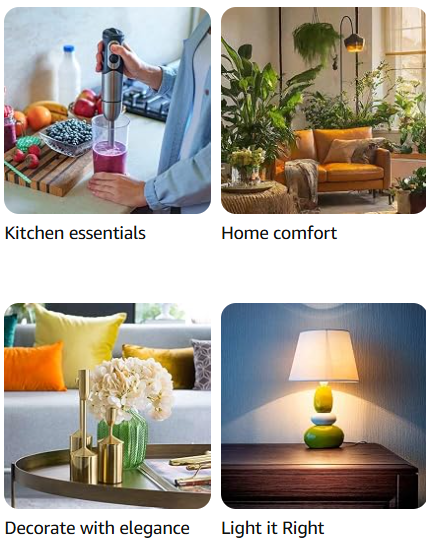 Kitchen essentials
Home comfort
Decorate with elegance
Light it Right